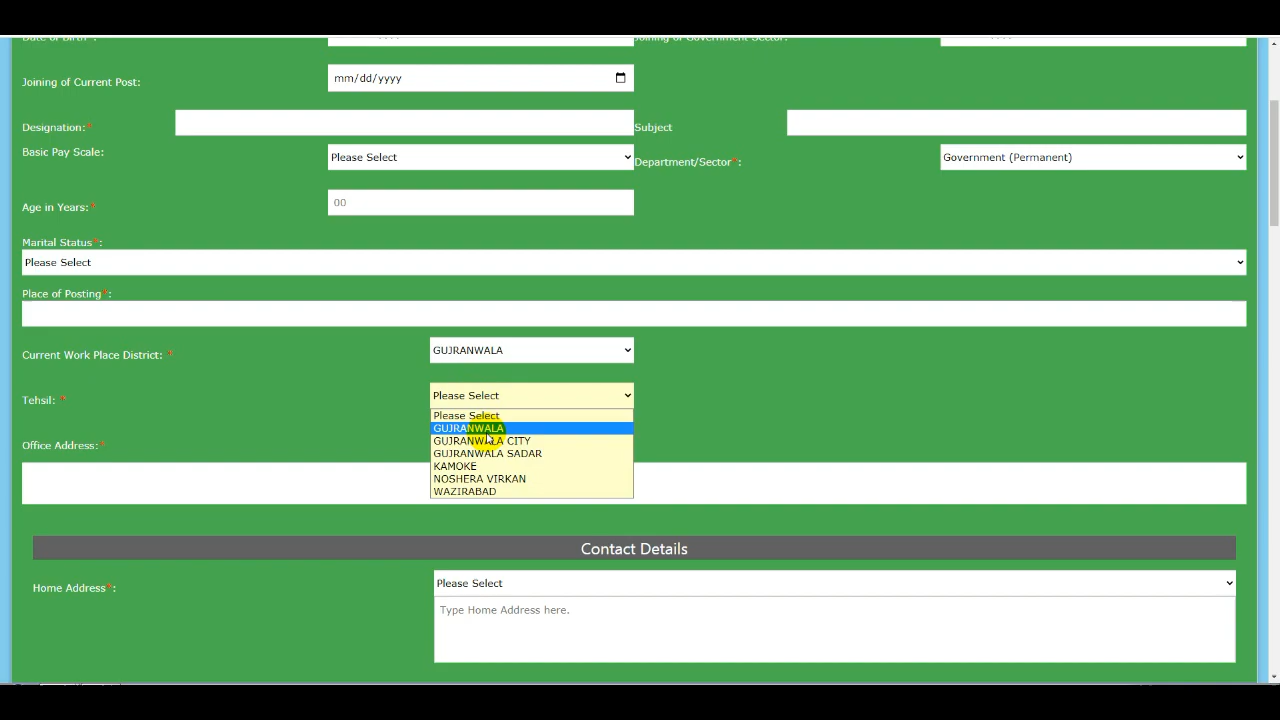 Joining of Current Post:
mm/dd/yyyy
Designation:*
Subject
Basic Pay Scale:
Please Select
Department/Sector*:
Government (Permanent)
Age in Years:*
00
Marital Status*:
Please Select
Place of Posting*:
Current Work Place District: *
GUJRANWALA
Tehsil: *
Please Select
Please Select
GUJRANWALA
GUJRANWALA CITY
GUJRANWALA SADAR
KAMOKE
NOSHERA VIRKAN
WAZIRABAD
Office Address:*
Contact Details
Home Address*:
Please Select
Type Home Address here.